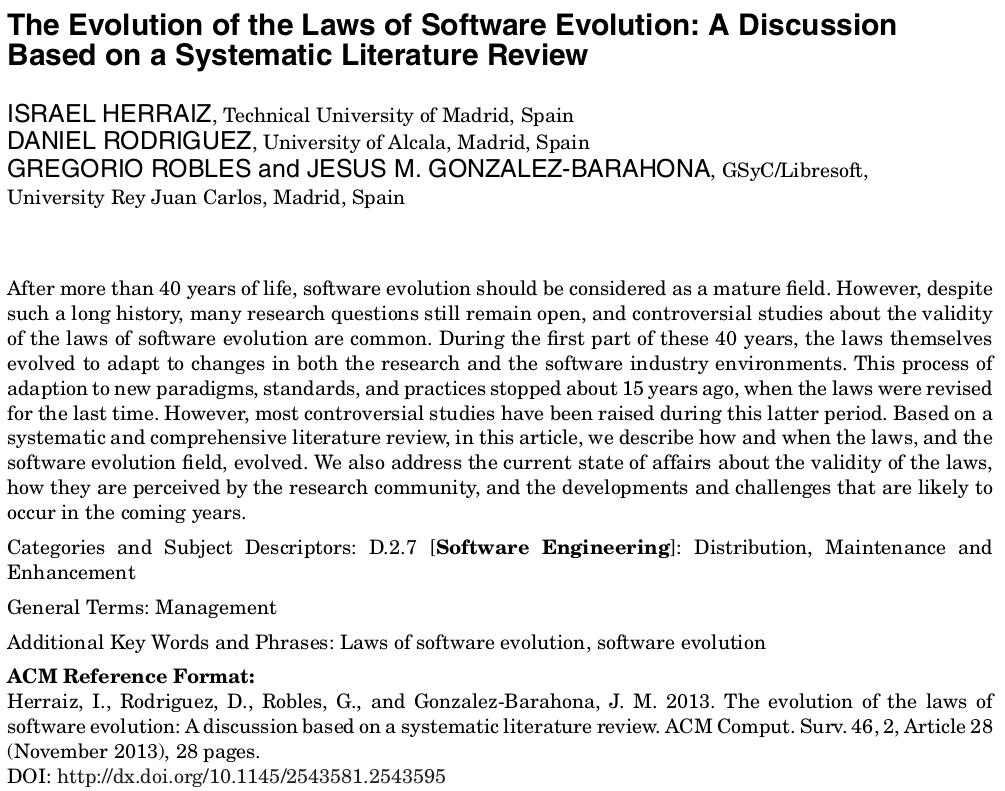 The Evolution of the Laws of Software Evolution: A Discussion
Based on a Systematic Literature Review
ISRAEL HERRAIZ, Technical University of Madrid, Spain
DANIEL RODRIGUEZ, University of Alcala, Madrid, Spain
GREGORIO ROBLES and JESUS M. GONZALEZ-BARAHONA, GSyC/Libresoft,
University Rey Juan Carlos, Madrid, Spain
After more than 40 years of life, software evolution should be considered as a mature field. However, despite
such a long history, many research questions still remain open, and controversial studies about the validity
of the laws of software evolution are common. During the first part of these 40 years, the laws themselves
evolved to adapt to changes in both the research and the software industry environments. This process of
adaption to new paradigms, standards, and practices stopped about 15 years ago, when the laws were revised
for the last time. However, most controversial studies have been raised during this latter period. Based on a
systematic and comprehensive literature review, in this article, we describe how and when the laws, and the
software evolution field, evolved. We also address the current state of affairs about the validity of the laws,
how they are perceived by the research community, and the developments and challenges that are likely to
occur in the coming years.
Categories and Subject Descriptors: D.2.7 [Software Engineering]: Distribution, Maintenance and
Enhancement
General Terms: Management
Additional Key Words and Phrases: Laws of software evolution, software evolution
ACM Reference Format:
Herraiz, I., Rodriguez, D., Robles, G., and Gonzalez-Barahona, J. M. 2013. The evolution of the laws of
software evolution: A discussion based on a systematic literature review. ACM Comput. Surv. 46, 2, Article 28
(November 2013), 28 pages.
DOI: http://dx.doi.org/10.1145/2543581.2543595